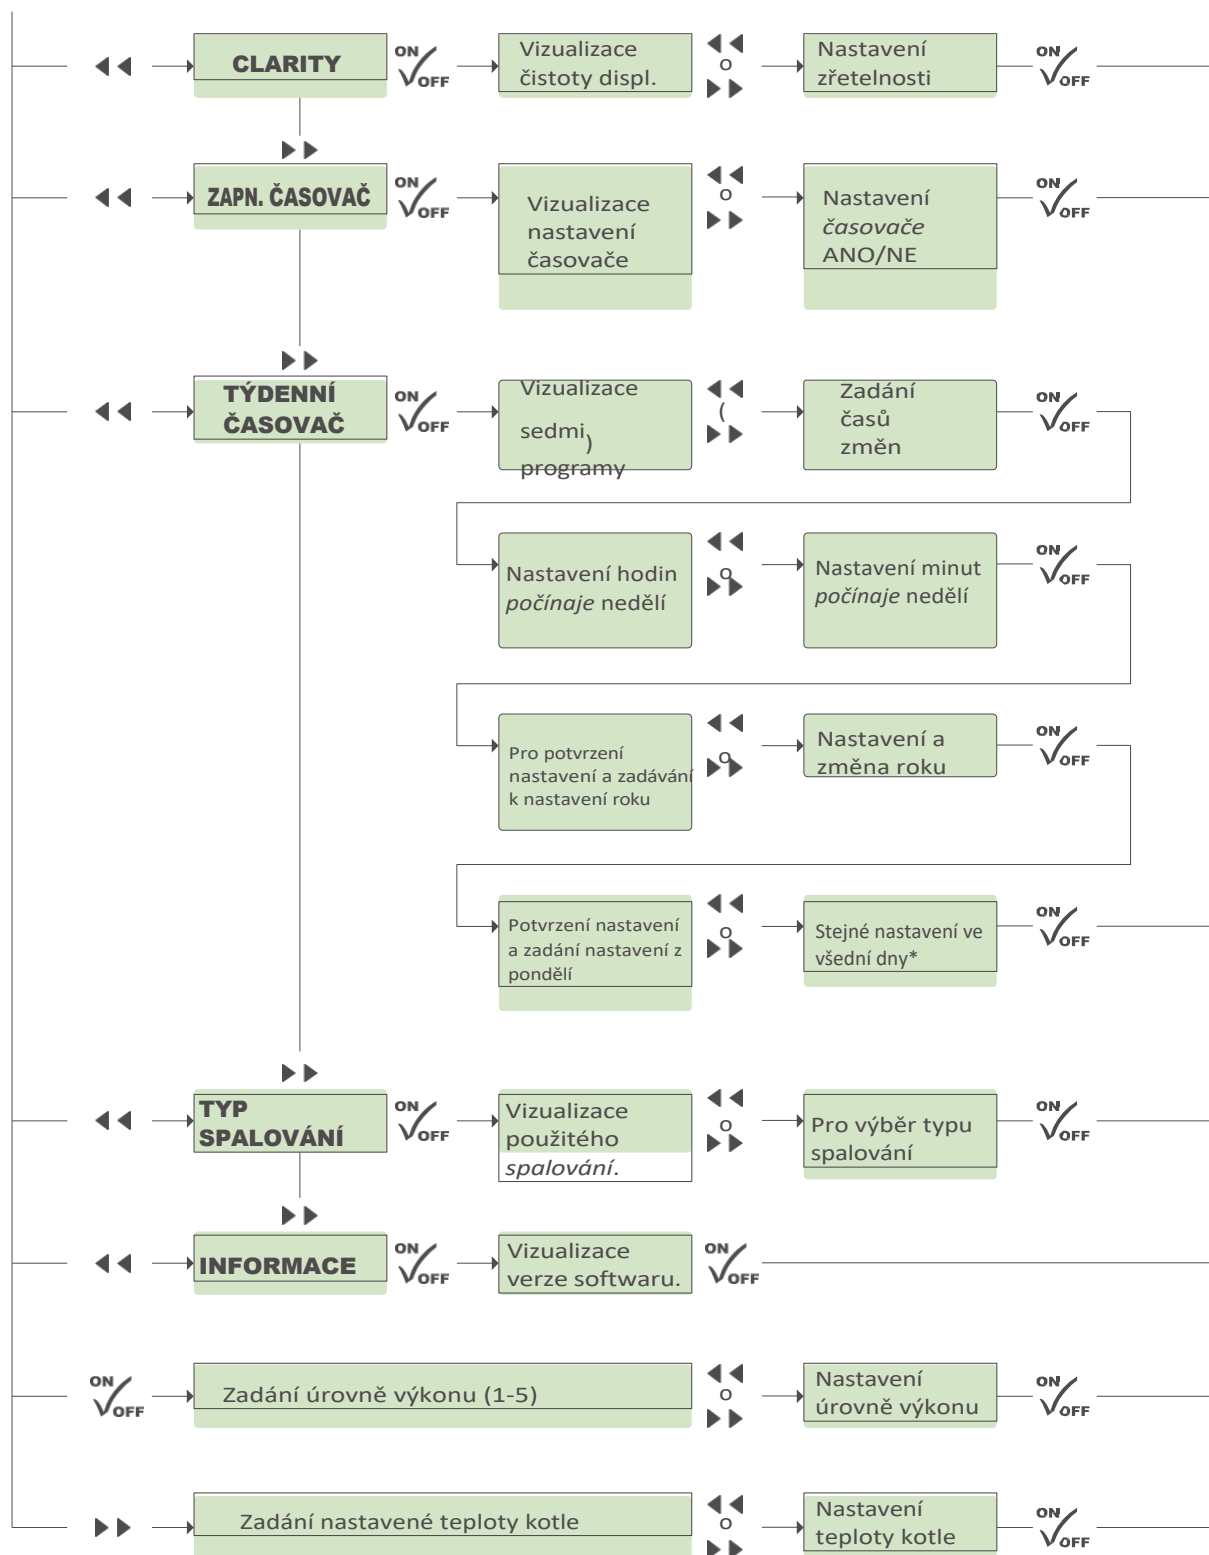 CLARITY
ON
OFF
Vizualizace
čistoty displ.
o
Nastavení
zřetelnosti
ON
OFF
ZAPN. ČASOVAČ
ON
OFF
Vizualizace
nastavení
časovače
o
Nastavení
časovače
ANO/NE
ON
OFF
TÝDENNÍ
ČASOVAČ
ON
OFF
Vizualizace
sedmi
)
programy
(
Zadání
časů
změn
ON
OFF
Nastavení hodin
počínaje nedělí
o
Nastavení minut
počínaje nedělí
ON
OFF
Pro potvrzení
nastavení a zadávání
k nastavení roku
o
Nastavení a
změna roku
ON
OFF
Potvrzení nastavení
a zadání nastavení z
pondělí
o
Stejné nastavení ve
všední dny*
ON
OFF
TYP
SPALOVÁNÍ
ON
OFF
Vizualizace
použitého
spalování.
o
Pro výběr typu
spalování
ON
OFF
INFORMACE
ON
OFF
Vizualizace
verze softwaru.
ON
OFF
ON
OFF
Zadání úrovně výkonu (1-5)
o
Nastavení
úrovně výkonu
ON
OFF
Zadání nastavené teploty kotle
o
Nastavení
teploty kotle
ON
OFF